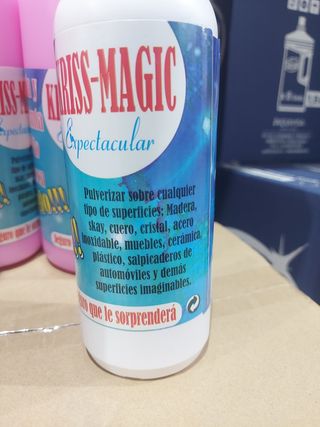 KRISS-MAGIC
Espectacular
Pulverizar sobre cualquier
tipo de superficies: Madera,
skay, cuero, cristal, acero
inoxidable, muebles, cerámica,
plástico, salpicaderos de
automóviles y demás
superficies imaginables.
que le sorprenderá